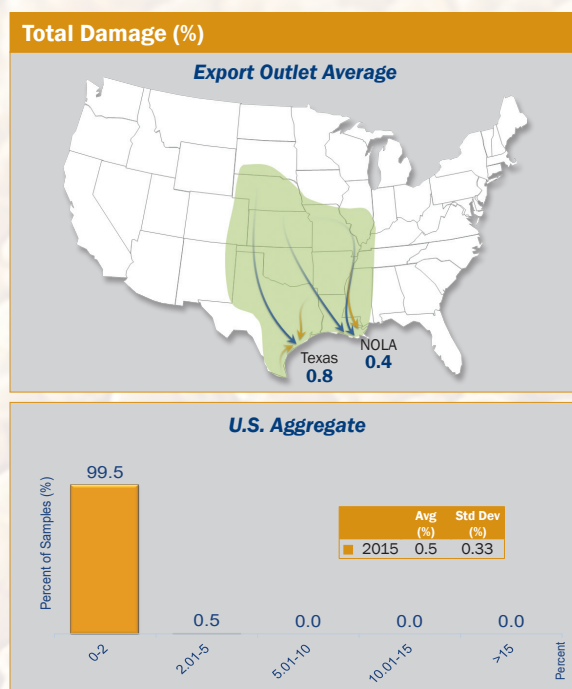 Total Damage (%)
Export Outlet Average
Texas
0.8
NOLA
0.4
U.S. Aggregate
Percent of Samples (%)
99.5
0.5
0.0
0.0
0.0
Avg
(%)
Std Dev
(%)
2015 0.5 0.33
0-2
2.01-5
5.01-10
10.01-15
>15
Percent